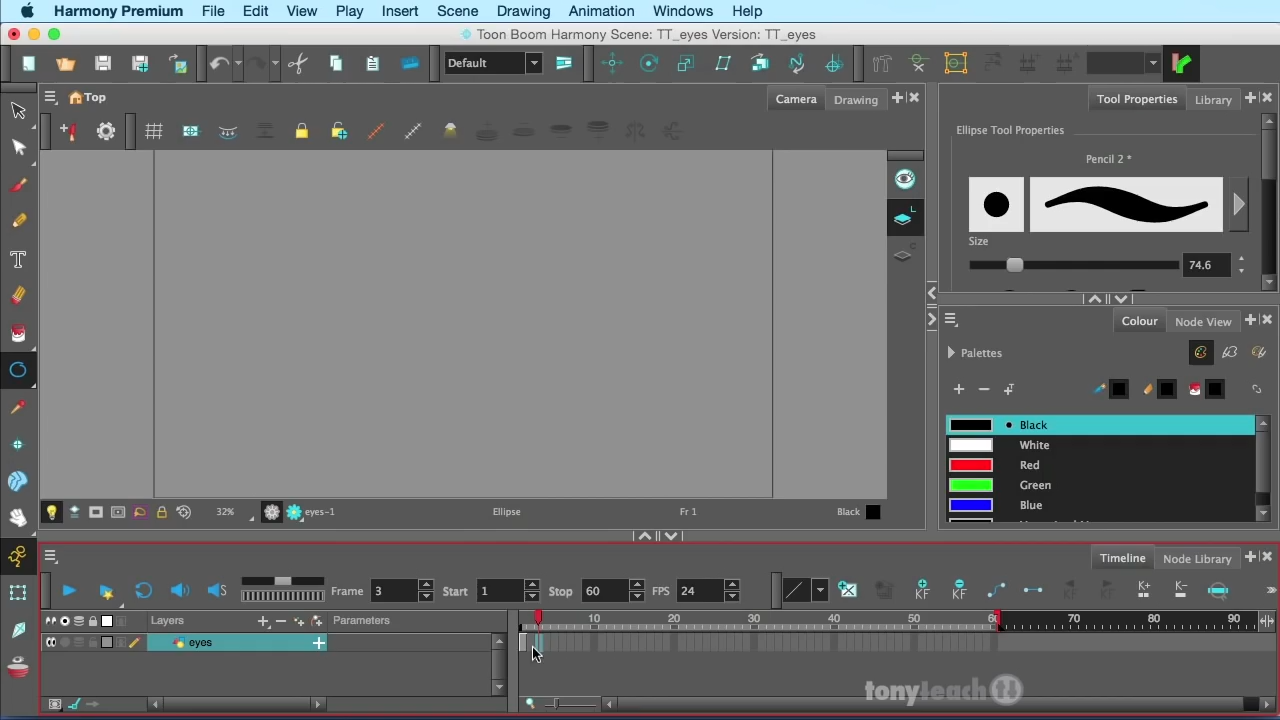 Harmony Premium File Edit View Play Insert Scene Drawing Animation Windows Help
Toon Boom Harmony Scene: TT_eyes Version: TT_eyes
Default
Top Camera Drawing
Tool Properties Library
Ellipse Tool Properties
Pencil 2 *
Size
74.6
Colour Node View
Palettes
Black
White
Red
Green
Blue
32% eyes-1 Ellipse Fr 1 Black
Timeline Node Library
Frame 3 Start 1 Stop 60 FPS 24
KF KF K+ K-
Layers Parameters 10 20 30 40 50 60 70 80 90
eyes
tonyteach